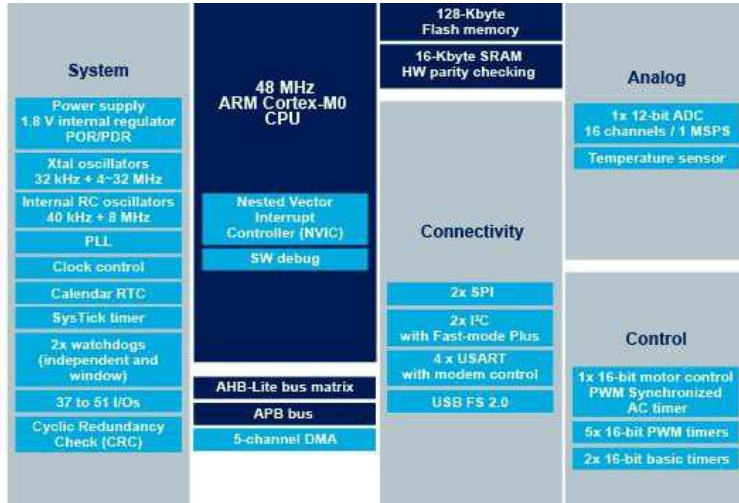 System
Power supply
1.8 V internal regulator
POR/PDR
Xtal oscillators
32 kHz + 4~32 MHz
Internal RC oscillators
40 kHz + 8 MHz
PLL
Clock control
Calendar RTC
SysTick timer
2x watchdogs
(independent and
window)
37 to 51 I/Os
Cyclic Redundancy
Check (CRC)
48 MHz
ARM Cortex-M0
CPU
Nested Vector
Interrupt
Controller (NVIC)
SW debug
AHB-Lite bus matrix
APB bus
5-channel DMA
128-Kbyte
Flash memory
16-Kbyte SRAM
HW parity checking
Connectivity
2x SPI
2x I²C
with Fast-mode Plus
4 x USART
with modem control
USB FS 2.0
Analog
1x 12-bit ADC
16 channels / 1 MSPS
Temperature sensor
Control
1x 16-bit motor control
PWM Synchronized
AC timer
5x 16-bit PWM timers
2x 16-bit basic timers